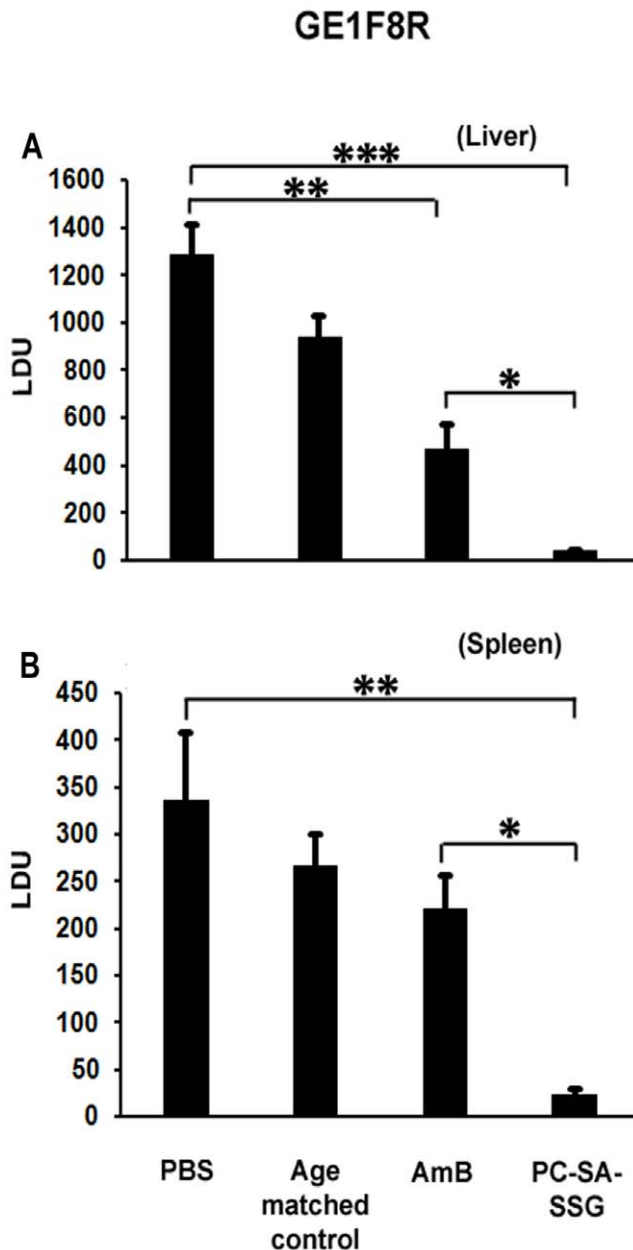 GE1F8R
A
(Liver)
***
**
*
LDU
1600
1400
1200
1000
800
600
400
200
0
B
(Spleen)
**
*
LDU
450
400
350
300
250
200
150
100
50
0
PBS
Age
matched
control
AmB
PC-SA-
SSG